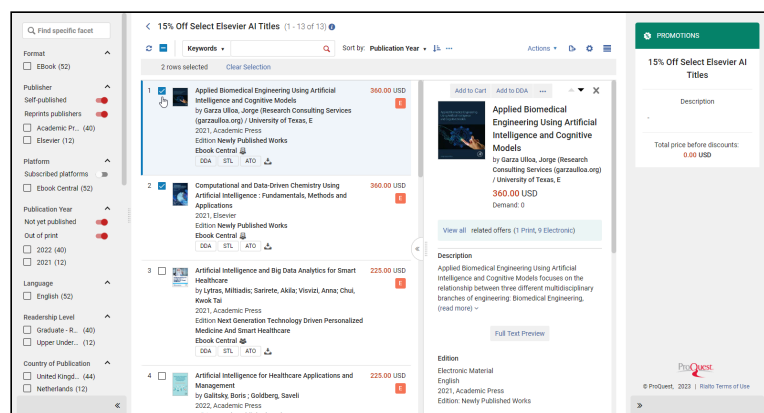 Find specific facet
Format
EBook (52)
Publisher
Self-published
Reprints publishers
Academic Pr... (40)
Elsevier (12)
Platform
Subscribed platforms
Ebook Central (52)
Publication Year
Not yet published
Out of print
2022 (40)
2021 (12)
Language
English (52)
Readership Level
Graduate - R... (40)
Upper Under... (12)
Country of Publication
United Kingd... (44)
Netherlands (12)
15% Off Select Elsevier AI Titles (1 - 13 of 13)
Keywords
Sort by: Publication Year
Actions
2 rows selected Clear Selection
1
Applied Biomedical Engineering Using Artificial
Intelligence and Cognitive Models
by Garza Ulloa, Jorge (Research Consulting Services
(garzaulloa.org) / University of Texas, E
2021, Academic Press
Edition Newly Published Works
Ebook Central
DDA STL ATO
360.00 USD
E
2
Computational and Data-Driven Chemistry Using
Artificial Intelligence : Fundamentals, Methods and
Applications
2021, Elsevier
Edition Newly Published Works
Ebook Central
DDA STL ATO
360.00 USD
E
3
Artificial Intelligence and Big Data Analytics for Smart
Healthcare
by Lytras, Miltiadis; Sarirete, Akila; Visvizi, Anna; Chui,
Kwok Tai
2021, Academic Press
Edition Next Generation Technology Driven Personalized
Medicine And Smart Healthcare
Ebook Central
DDA STL ATO
225.00 USD
E
4
Artificial Intelligence for Healthcare Applications and
Management
by Galitsky, Boris ; Goldberg, Saveli
2022, Academic Press
225.00 USD
E
Add to Cart Add to DDA
Applied Biomedical
Engineering Using Artificial
Intelligence and Cognitive
Models
by Garza Ulloa, Jorge (Research
Consulting Services (garzaulloa.org)
/ University of Texas, E
360.00 USD
Demand: 0
View all related offers (1 Print, 9 Electronic)
Description
Applied Biomedical Engineering Using Artificial
Intelligence and Cognitive Models focuses on the
relationship between three different multidisciplinary
branches of engineering: Biomedical Engineering,
(read more)
Full Text Preview
Edition
Electronic Material
English
2021, Academic Press
Edition: Newly Published Works
PROMOTIONS
15% Off Select Elsevier AI
Titles
Description
-
Total price before discounts:
0.00 USD
ProQuest
© ProQuest, 2023 | Rialto Terms of Use